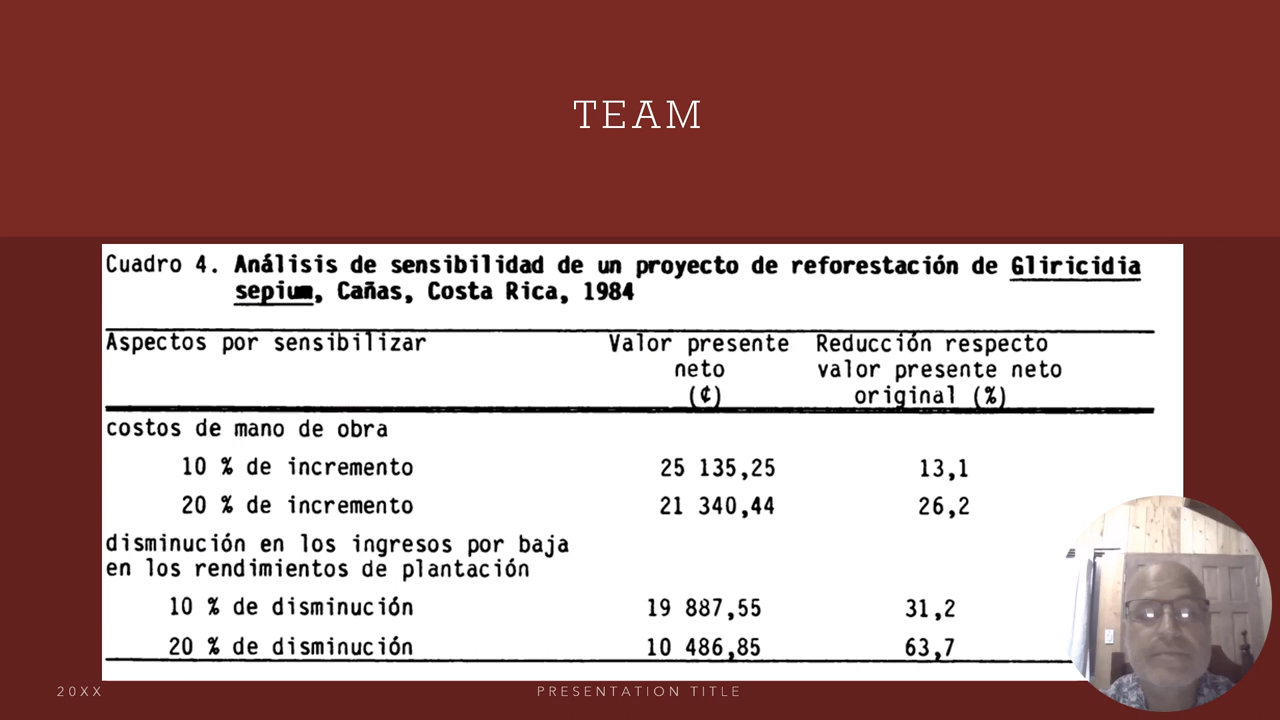 TEAM
Cuadro 4. Análisis de sensibilidad de un proyecto de reforestación de Gliricidia
sepium, Cañas, Costa Rica, 1984
Aspectos por sensibilizar Valor presente Reducción respecto
neto valor presente neto
(¢) original (%)
costos de mano de obra
10 % de incremento 25 135,25 13,1
20 % de incremento 21 340,44 26,2
disminución en los ingresos por baja
en los rendimientos de plantación
10 % de disminución 19 887,55 31,2
20 % de disminución 10 486,85 63,7
20XX PRESENTATION TITLE